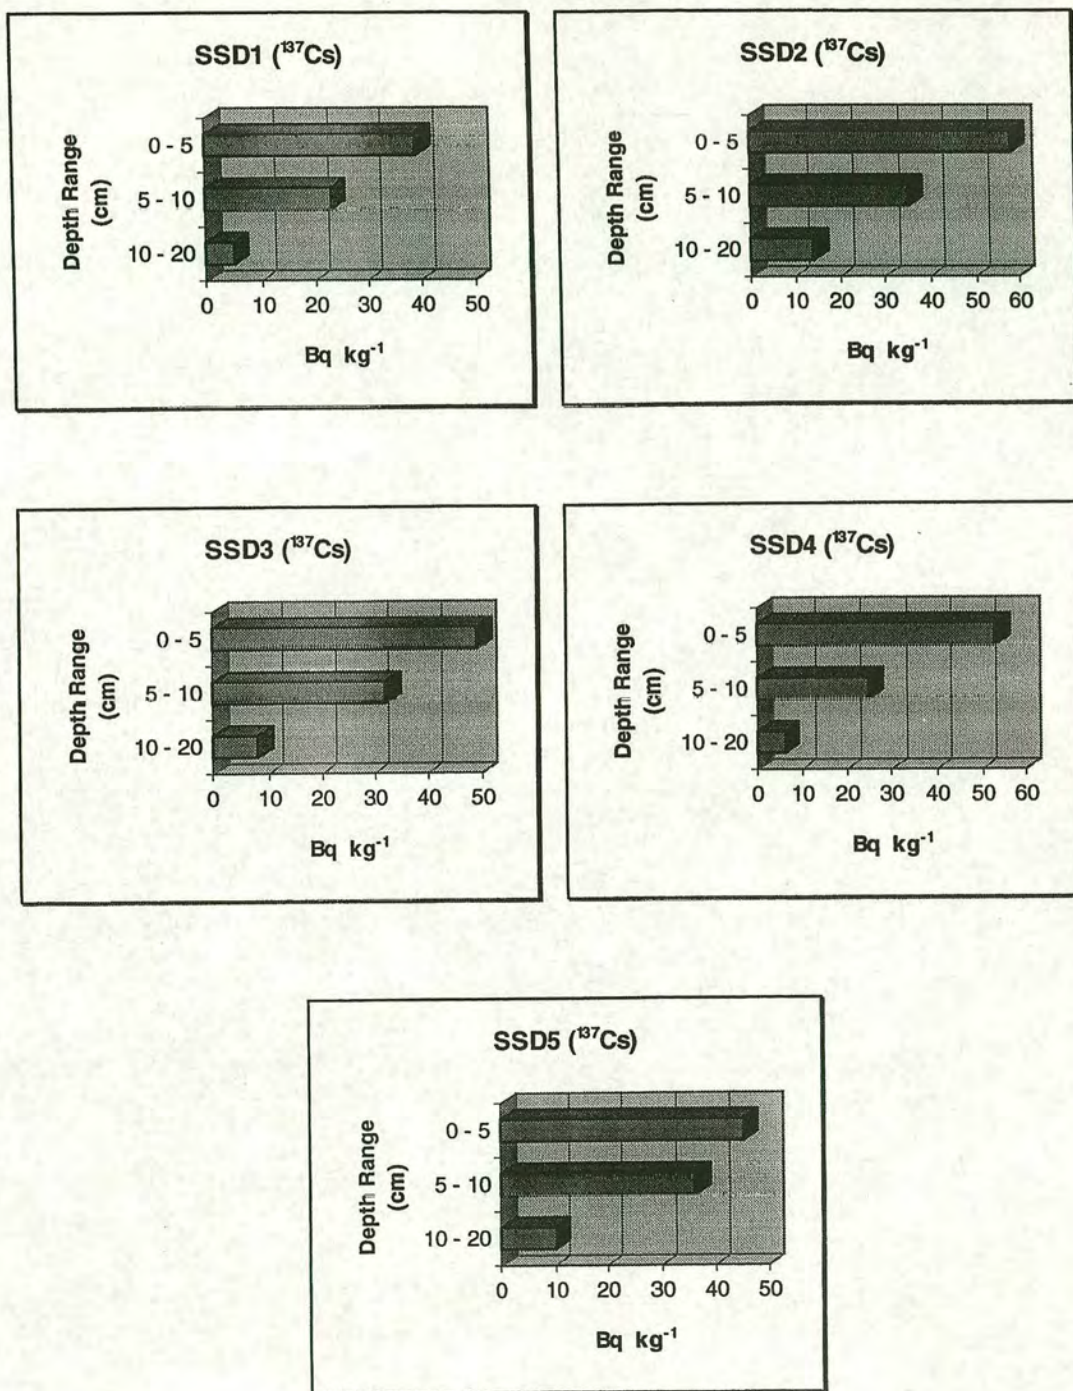 SSD1 (¹³⁷Cs)
Depth Range
(cm)
0 - 5
5 - 10
10 - 20
0 10 20 30 40 50
Bq kg⁻¹
SSD2 (¹³⁷Cs)
Depth Range
(cm)
0 - 5
5 - 10
10 - 20
0 10 20 30 40 50 60
Bq kg⁻¹
SSD3 (¹³⁷Cs)
Depth Range
(cm)
0 - 5
5 - 10
10 - 20
0 10 20 30 40 50
Bq kg⁻¹
SSD4 (¹³⁷Cs)
Depth Range
(cm)
0 - 5
5 - 10
10 - 20
0 10 20 30 40 50 60
Bq kg⁻¹
SSD5 (¹³⁷Cs)
Depth Range
(cm)
0 - 5
5 - 10
10 - 20
0 10 20 30 40 50
Bq kg⁻¹